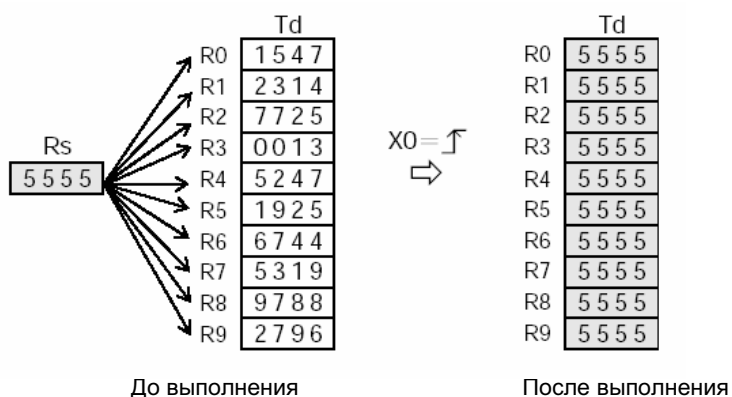 Td Td
R0 1547 R0 5555
R1 2314 R1 5555
R2 7725 X0= R2 5555
Rs R3 0013 R3 5555
5555 R4 5247 R4 5555
R5 1925 R5 5555
R6 6744 R6 5555
R7 5319 R7 5555
R8 9788 R8 5555
R9 2796 R9 5555
До выполнения После выполнения